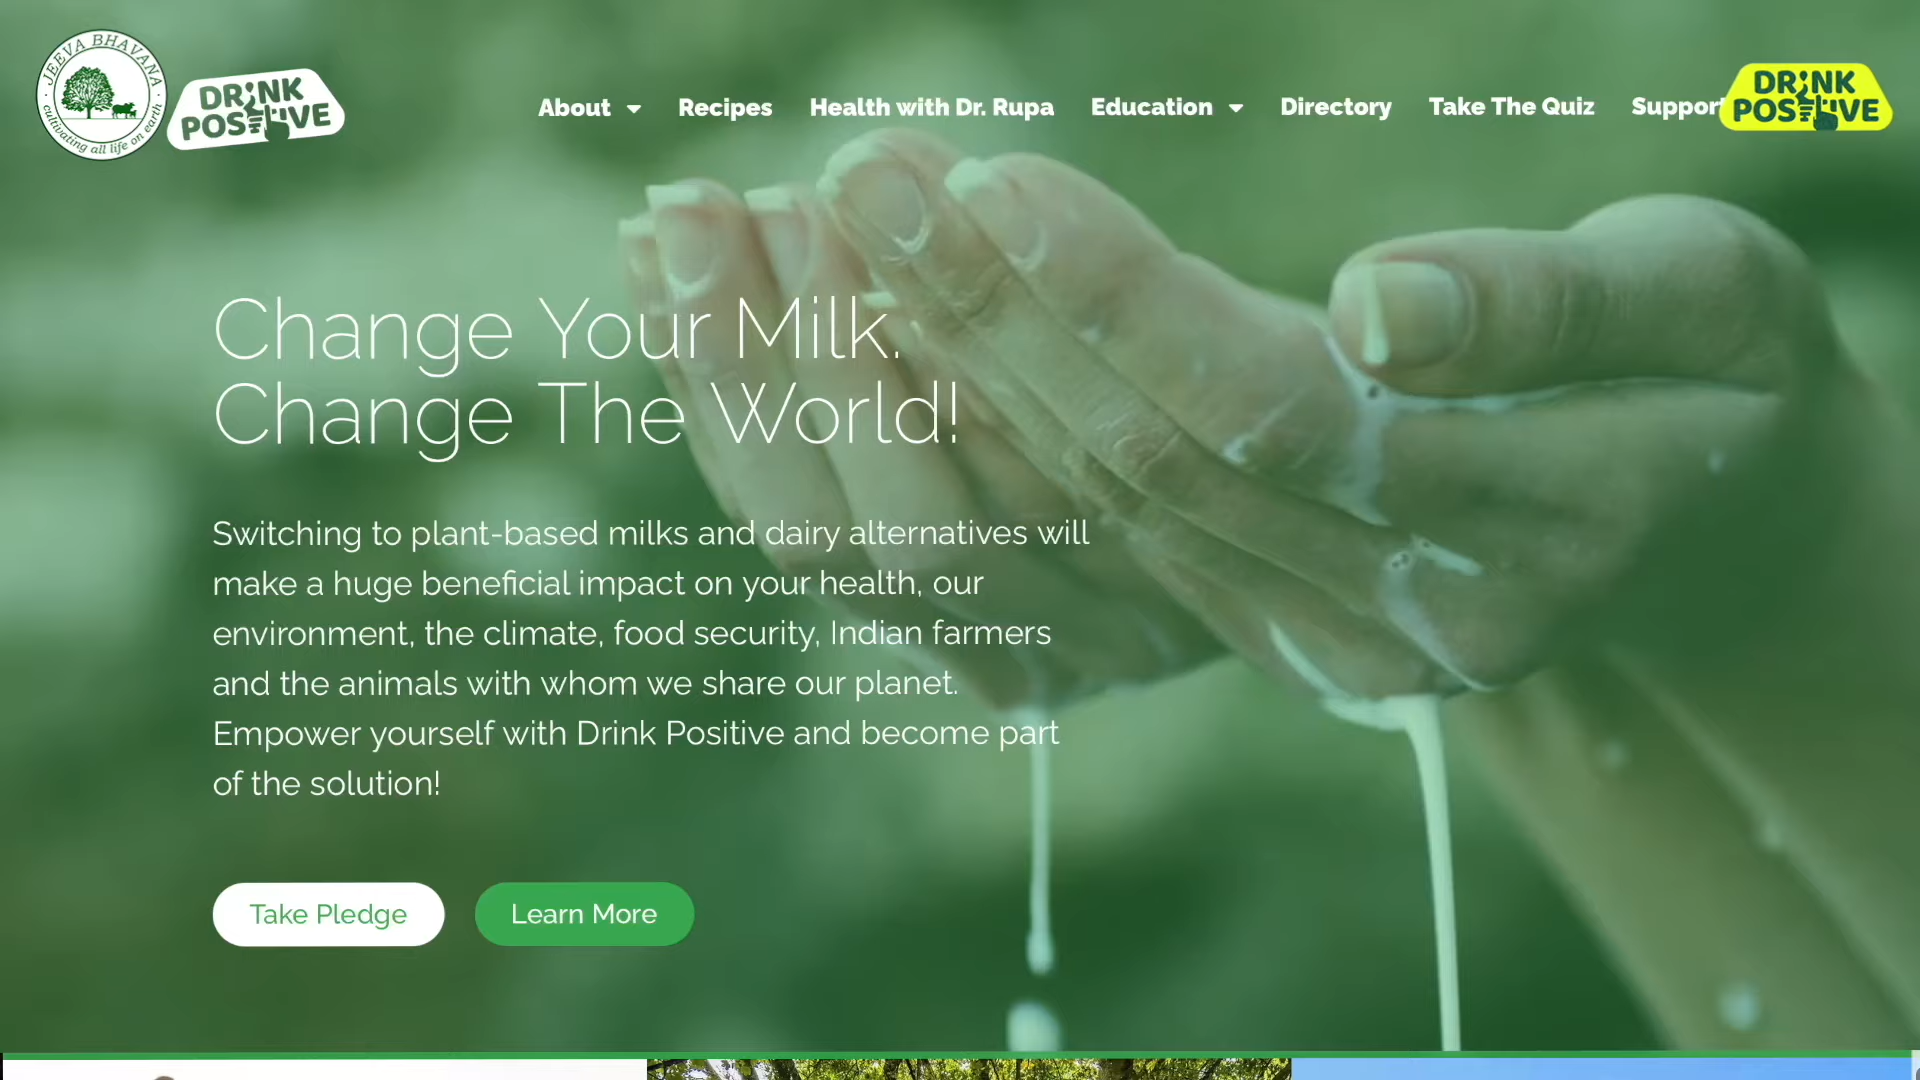 JEEVA BHAVANA
cultivating all life on earth
DRINK
POSITIVE
About
Recipes
Health with Dr. Rupa
Education
Directory
Take The Quiz
Support
DRINK
POSITIVE
Change Your Milk.
Change The World!
Switching to plant-based milks and dairy alternatives will
make a huge beneficial impact on your health, our
environment, the climate, food security, Indian farmers
and the animals with whom we share our planet.
Empower yourself with Drink Positive and become part
of the solution!
Take Pledge
Learn More